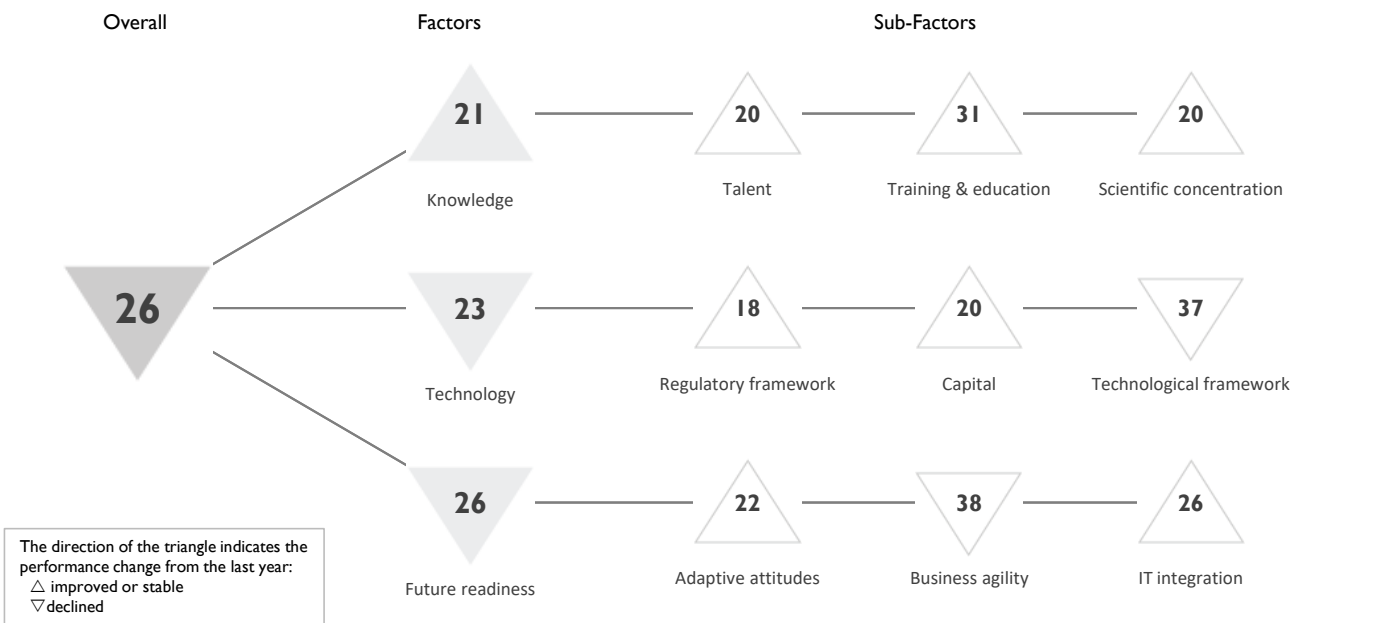 Overall
Factors
Sub-Factors
21
20
31
20
Knowledge
Talent
Training & education
Scientific concentration
26
23
18
20
37
Technology
Regulatory framework
Capital
Technological framework
26
22
38
26
Future readiness
Adaptive attitudes
Business agility
IT integration
The direction of the triangle indicates the
performance change from the last year:
△ improved or stable
▽ declined